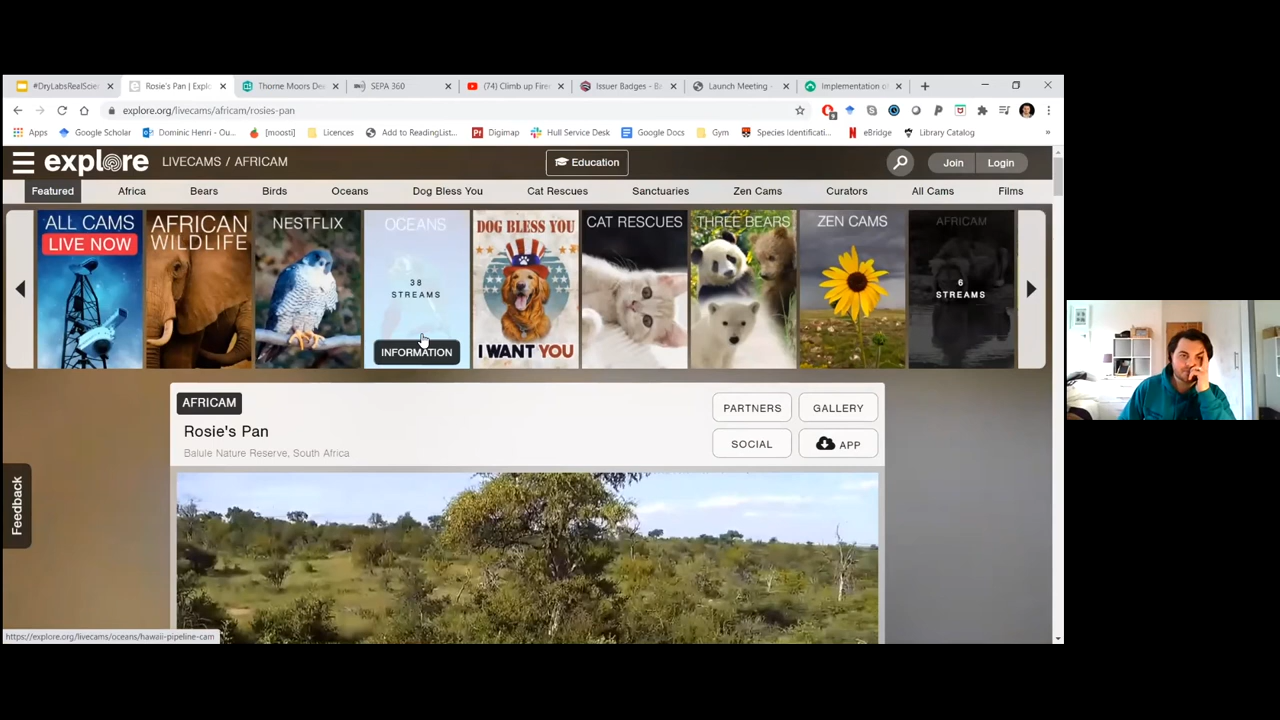 #DryLabsRealScien
Rosie's Pan | Explo
Thorne Moors De
SEPA 360
(74) Climb up Fire
Issuer Badges - Ba
Launch Meeting -
Implementation of
explore.org/livecams/africam/rosies-pan
Apps
Google Scholar
Dominic Henri - Ou...
[moosti]
Licences
Add to ReadingList...
Digimap
Hull Service Desk
Google Docs
Gym
Species Identificati...
eBridge
Library Catalog
»
explore
LIVECAMS / AFRICAM
Education
Join
Login
Featured
Africa
Bears
Birds
Oceans
Dog Bless You
Cat Rescues
Sanctuaries
Zen Cams
Curators
All Cams
Films
ALL CAMS
LIVE NOW
AFRICAN
WILDLIFE
NESTFLIX
OCEANS
38
STREAMS
INFORMATION
DOG BLESS YOU
I WANT YOU
CAT RESCUES
THREE BEARS
ZEN CAMS
AFRICAM
6
STREAMS
AFRICAM
Rosie's Pan
Balule Nature Reserve, South Africa
PARTNERS
GALLERY
SOCIAL
APP
Feedback
https://explore.org/livecams/oceans/hawaii-pipeline-cam